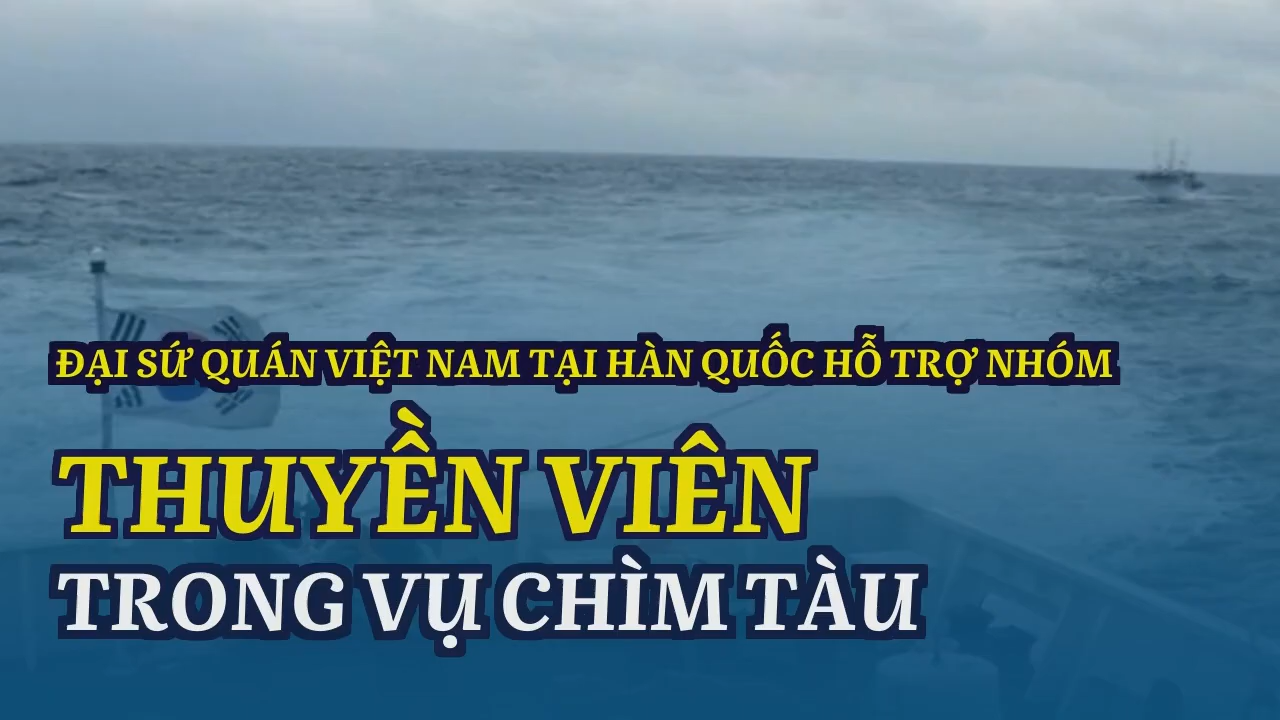 ĐẠI SỨ QUÁN VIỆT NAM TẠI HÀN QUỐC HỖ TRỢ NHÓM
THUYỀN VIÊN
TRONG VỤ CHÌM TÀU